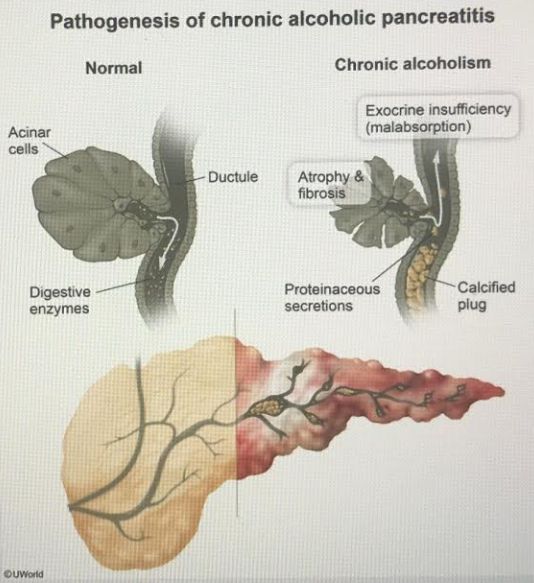 Pathogenesis of chronic alcoholic pancreatitis
Normal
Chronic alcoholism
Exocrine insufficiency
(malabsorption)
Acinar
cells
Ductule
Atrophy &
fibrosis
Digestive
enzymes
Proteinaceous
secretions
Calcified
plug
©UWorld